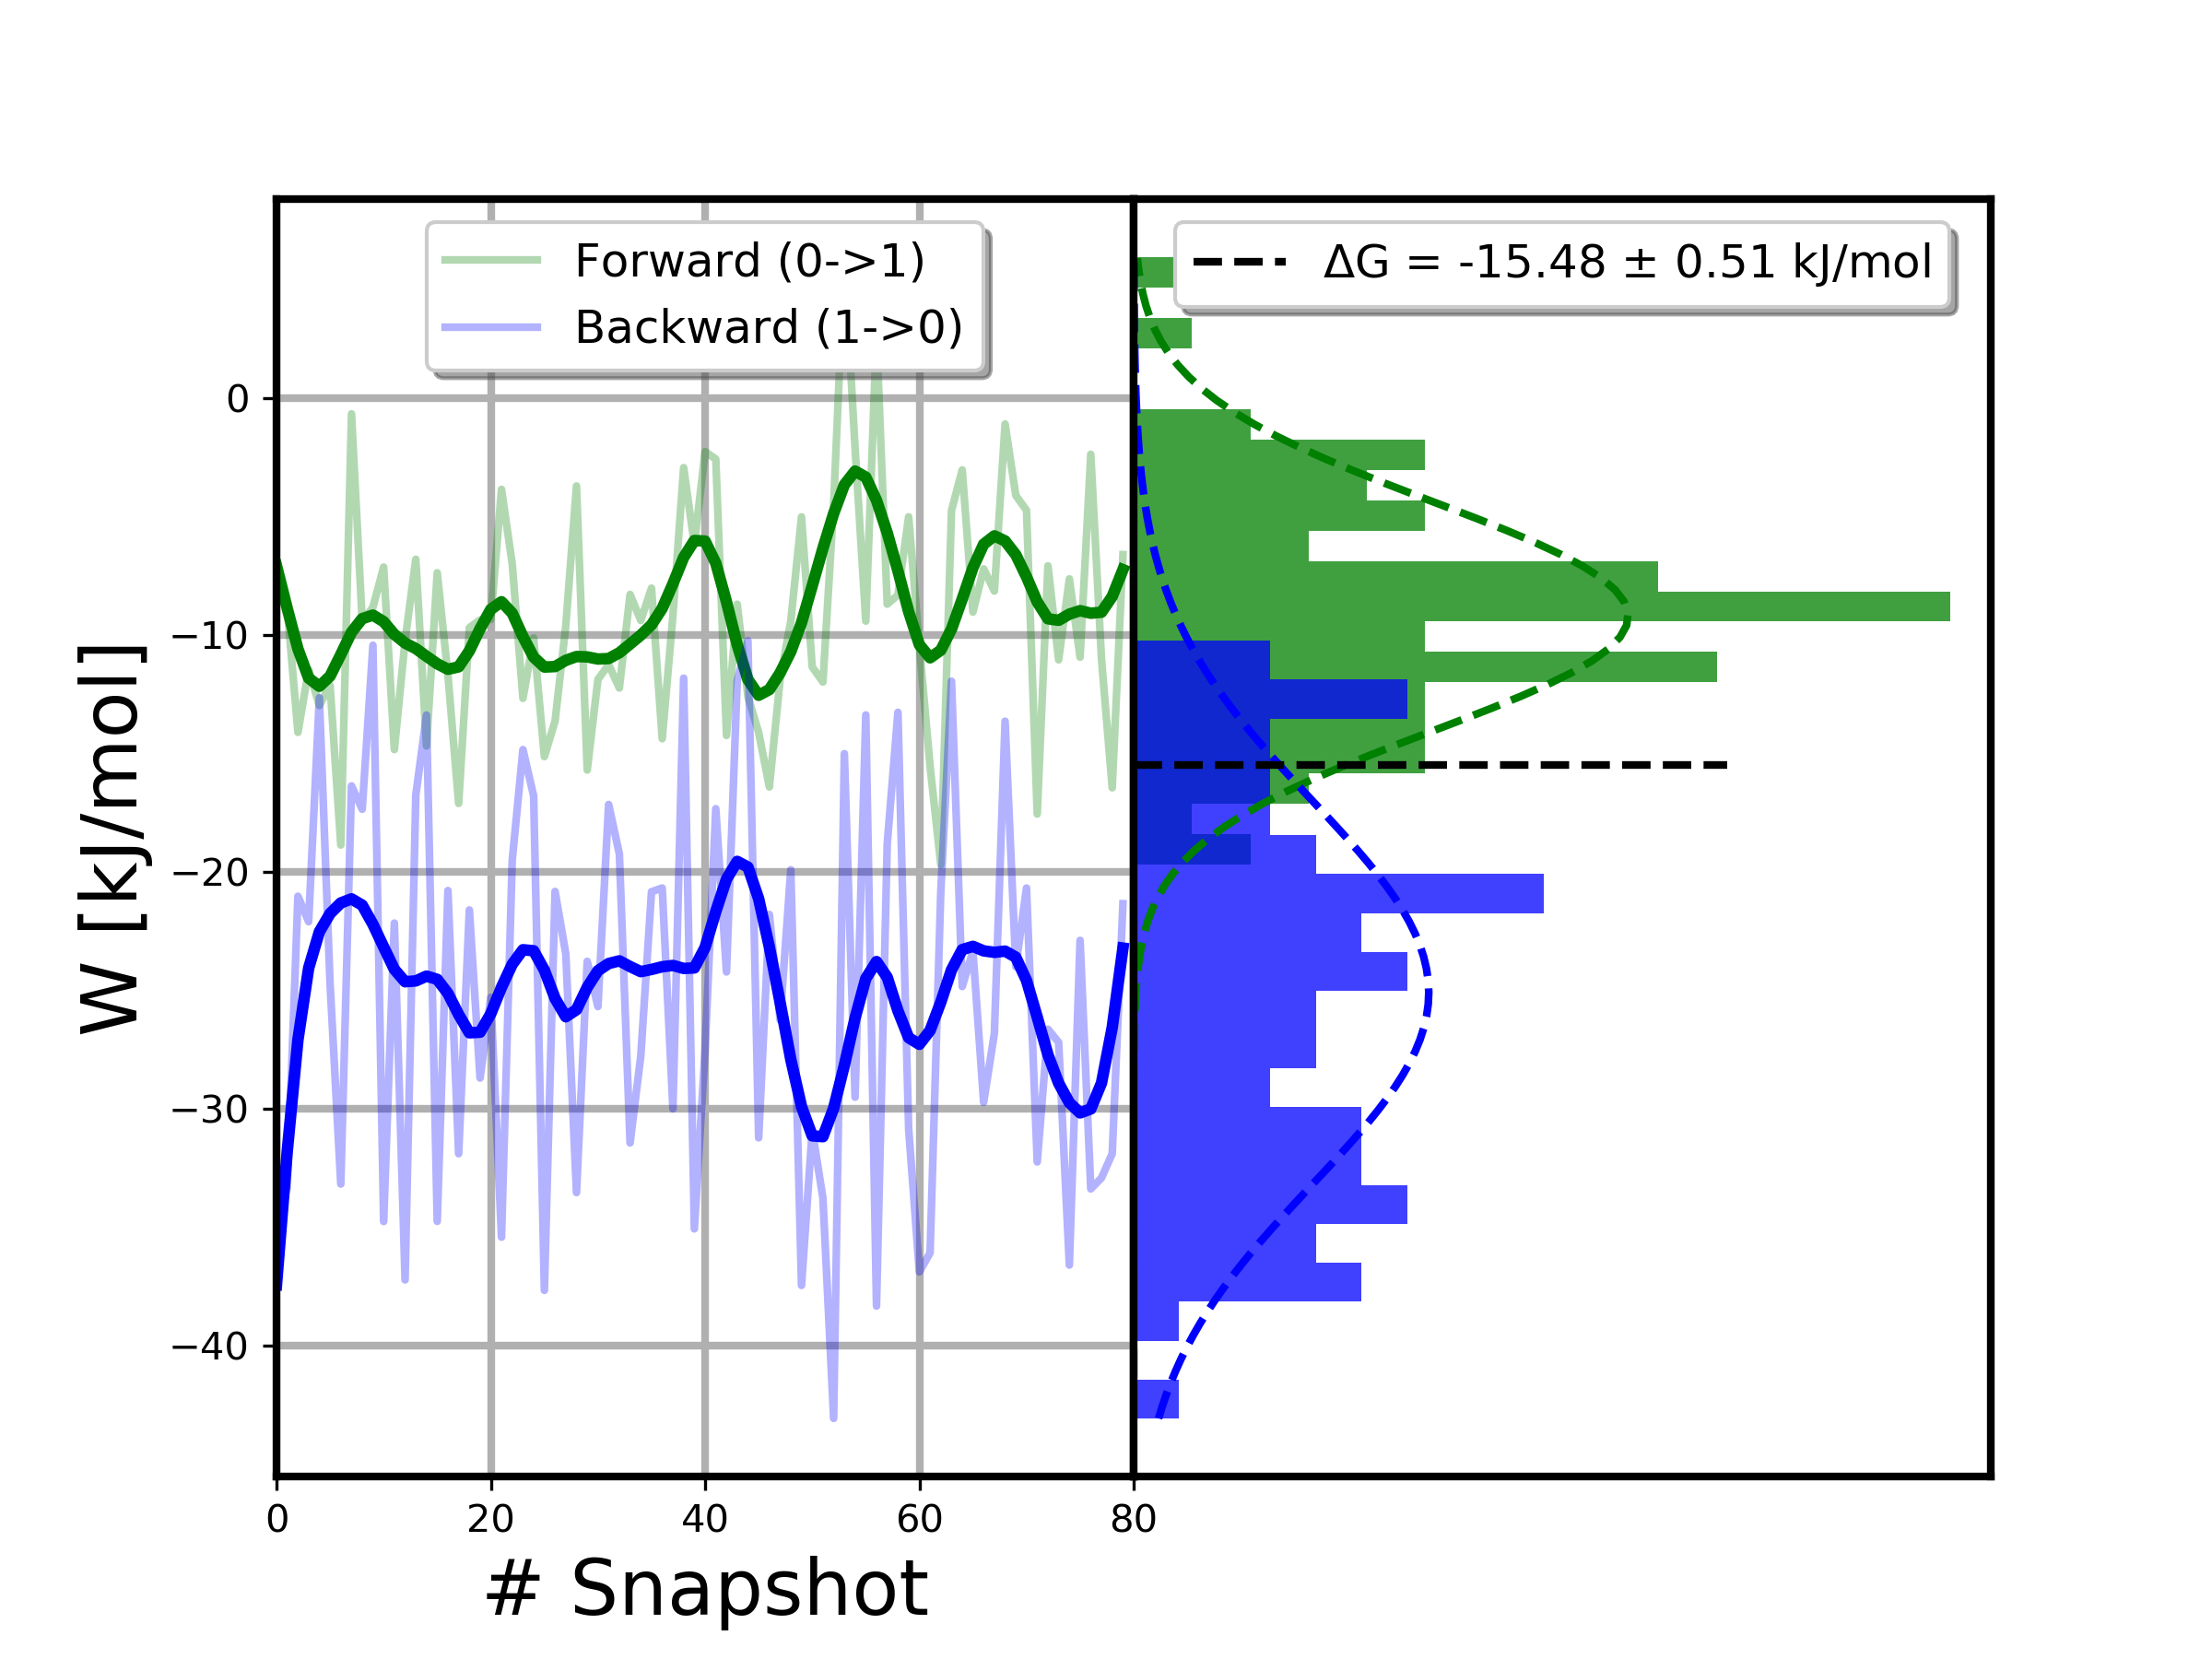 Forward (0->1)
Backward (1->0)
ΔG = -15.48 ± 0.51 kJ/mol
W [kJ/mol]
0
−10
−20
−30
−40
0
20
40
60
80
# Snapshot